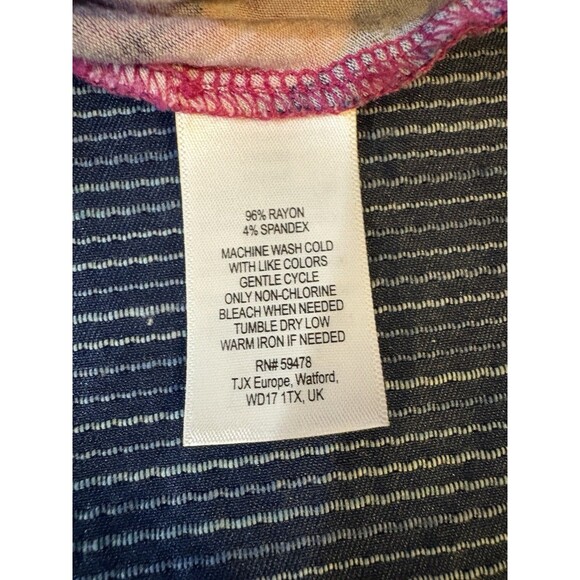 96% RAYON
4% SPANDEX
MACHINE WASH COLD
WITH LIKE COLORS
GENTLE CYCLE
ONLY NON-CHLORINE
BLEACH WHEN NEEDED
TUMBLE DRY LOW
WARM IRON IF NEEDED
RN# 59478
TJX Europe, Watford,
WD17 1TX, UK